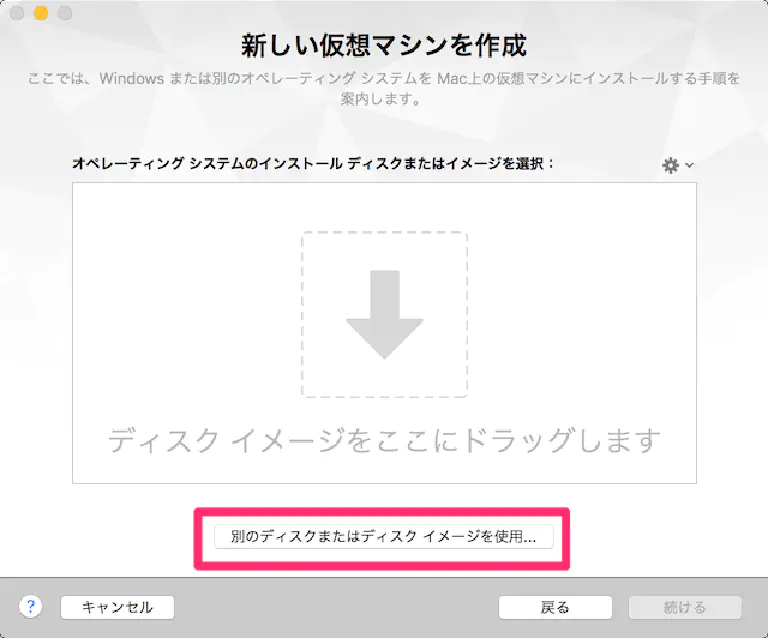 新しい仮想マシンを作成
ここでは、Windows または別のオペレーティング システムを Mac上の仮想マシンにインストールする手順を
案内します。
オペレーティング システムのインストール ディスクまたはイメージを選択：
ディスク イメージをここにドラッグします
別のディスクまたはディスク イメージを使用...
? キャンセル 戻る 続ける